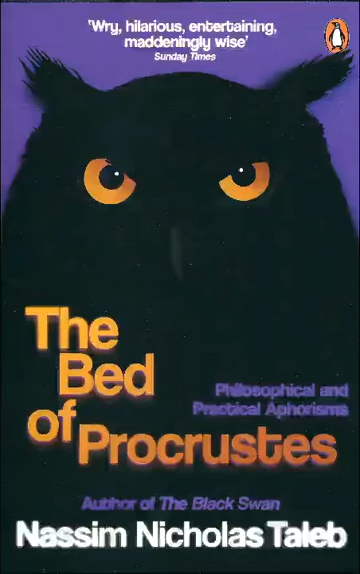 'Wry, hilarious, entertaining,
maddeningly wise'
Sunday Times
The
Bed
of
Procrustes
Philosophical and
Practical Aphorisms
Author of The Black Swan
Nassim Nicholas Taleb